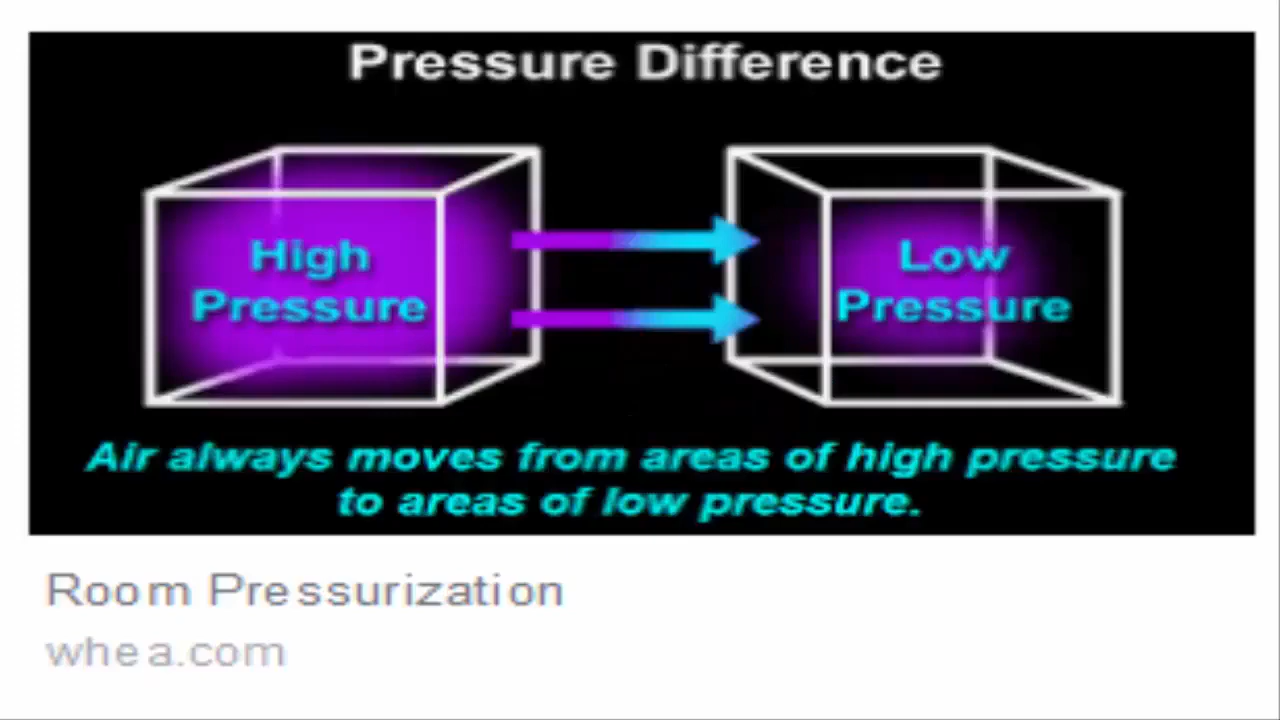 Pressure Difference
High
Pressure
Low
Pressure
Air always moves from areas of high pressure
to areas of low pressure.
Room Pressurization
whea.com